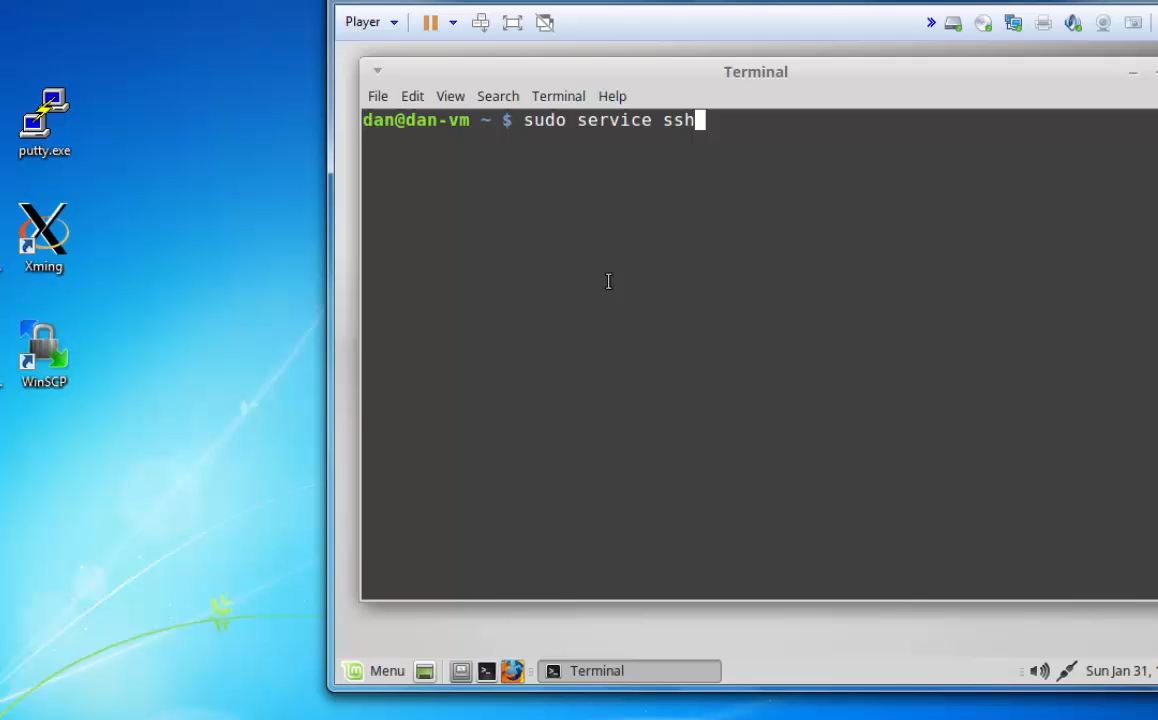 Player
Terminal
File Edit View Search Terminal Help
dan@dan-vm ~ $ sudo service ssh
putty.exe
Xming
WinSCP
Menu
Terminal
Sun Jan 31,